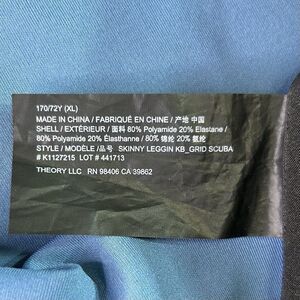 170/72Y (XL)
MADE IN CHINA / FABRIQUÉ EN CHINE / 产地 中国
SHELL / EXTÉRIEUR / 面料 80% Polyamide 20% Elastane /
80% Polyamide 20% Élasthanne / 80% 锦纶 20% 氨纶
STYLE / MODÈLE /品号 SKINNY LEGGIN KB_GRID SCUBA
# K1127215 LOT # 441713
THEORY LLC RN 98406 CA 39862